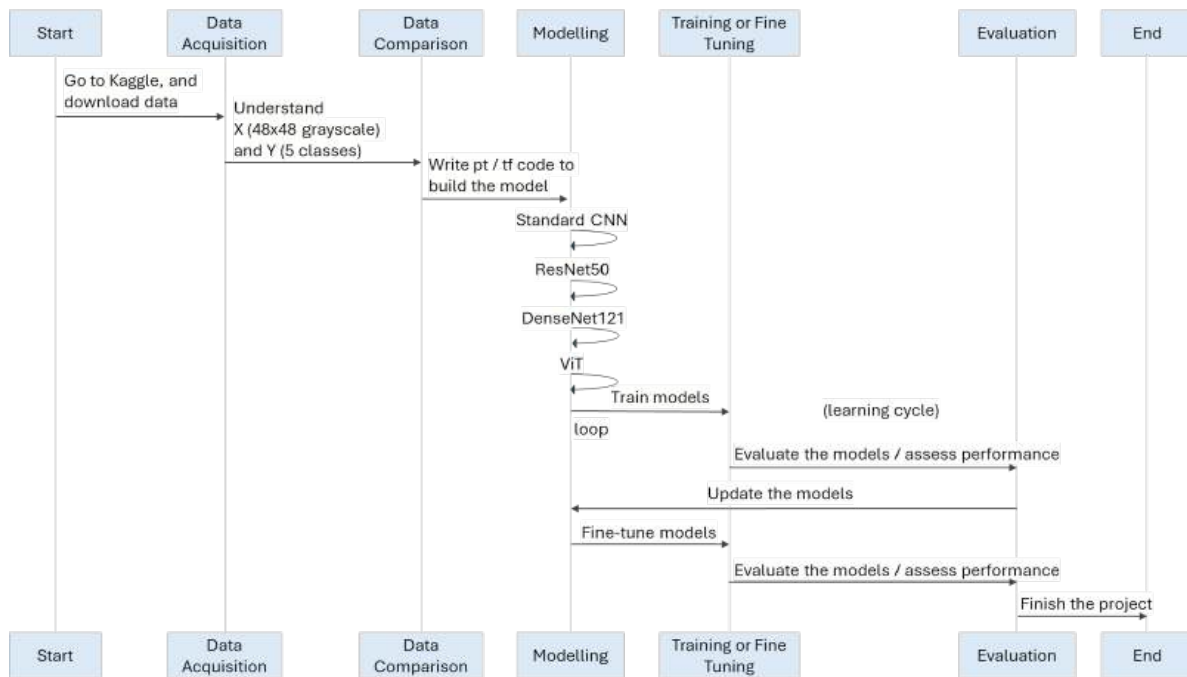 Start
Data
Acquisition
Data
Comparison
Modelling
Training or Fine
Tuning
Evaluation
End
Go to Kaggle, and
download data
Understand
X (48x48 grayscale)
and Y (5 classes)
Write pt / tf code to
build the model
Standard CNN
ResNet50
DenseNet121
ViT
Train models
(learning cycle)
loop
Evaluate the models / assess performance
Update the models
Fine-tune models
Evaluate the models / assess performance
Finish the project
Start
Data
Acquisition
Data
Comparison
Modelling
Training or Fine
Tuning
Evaluation
End